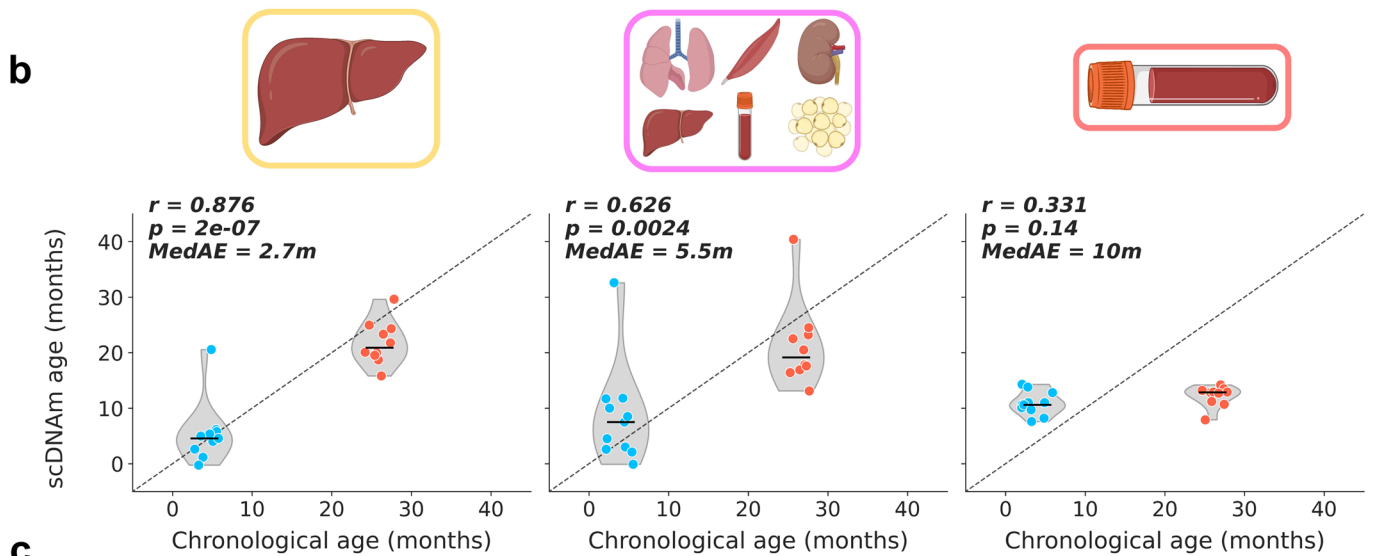 b
r = 0.876
p = 2e-07
MedAE = 2.7m
r = 0.626
p = 0.0024
MedAE = 5.5m
r = 0.331
p = 0.14
MedAE = 10m
scDNAm age (months)
40
30
20
10
0
0 10 20 30 40
0 10 20 30 40
0 10 20 30 40
Chronological age (months)
Chronological age (months)
Chronological age (months)
c